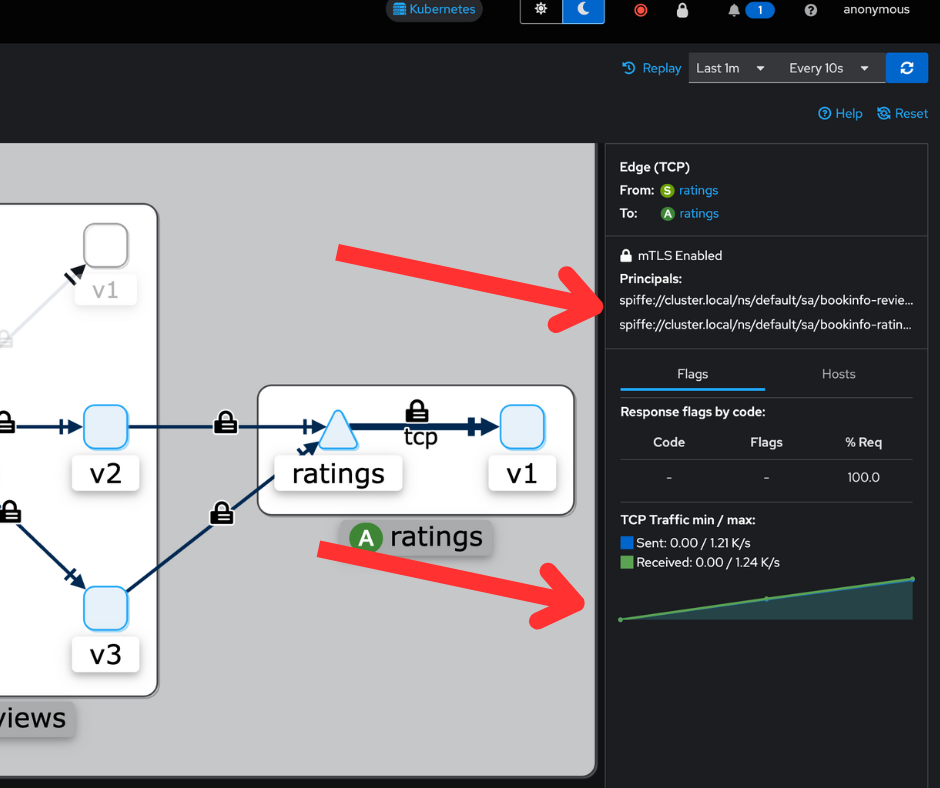 Kubernetes
1
anonymous
Replay
Last 1m
Every 10s
Help
Reset
Edge (TCP)
From: S ratings
To: A ratings
mTLS Enabled
Principals:
spiffe://cluster.local/ns/default/sa/bookinfo-revie...
spiffe://cluster.local/ns/default/sa/bookinfo-ratin...
Flags Hosts
Response flags by code:
Code Flags % Req
- - 100.0
TCP Traffic min / max:
Sent: 0.00 / 1.21 K/s
Received: 0.00 / 1.24 K/s
v1
v2
tcp
ratings
v1
A ratings
v3
views